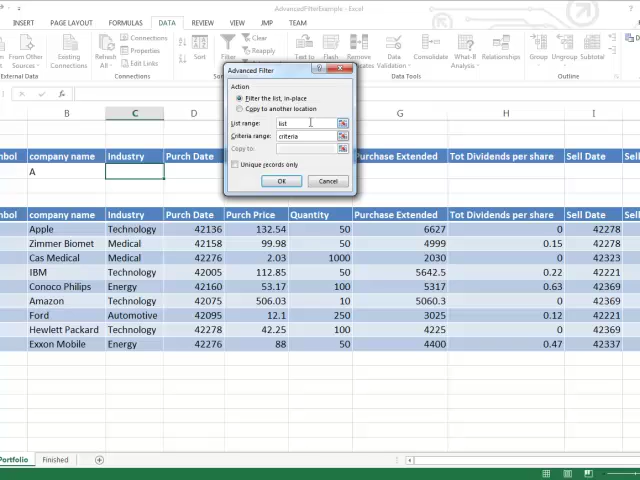 AdvancedFilterExample - Excel
INSERT PAGE LAYOUT FORMULAS DATA REVIEW VIEW JMP TEAM
From Other Sources Existing Connections Refresh All Connections Properties Edit Links Sort Filter Clear Reapply Text to Flash Remove Data Validation Consolidate What-If Analysis Relationships Group Ungroup Subtotal
External Data Connections Data Tools Outline
fx
B C D G H I
company name Industry Purch Date Purchase Extended Tot Dividends per share Sell Date
A
Advanced Filter
Action
Filter the list, in-place
Copy to another location
List range: list
Criteria range: criteria
Copy to:
Unique records only
OK Cancel
company name Industry Purch Date Purch Price Quantity Purchase Extended Tot Dividends per share Sell Date
Apple Technology 42136 132.54 50 6627 0 42278
Zimmer Biomet Medical 42158 99.98 50 4999 0.15 42278
Cas Medical Medical 42276 2.03 1000 2030 0 42323
IBM Technology 42005 112.85 50 5642.5 0.22 42221
Conoco Philips Energy 42160 53.17 100 5317 0.63 42369
Amazon Technology 42075 506.03 10 5060.3 0 42369
Ford Automotive 42095 12.1 250 3025 0.12 42221
Hewlett Packard Technology 42278 42.25 100 4225 0 42369
Exxon Mobile Energy 42276 88 50 4400 0.47 42337
Portfolio Finished